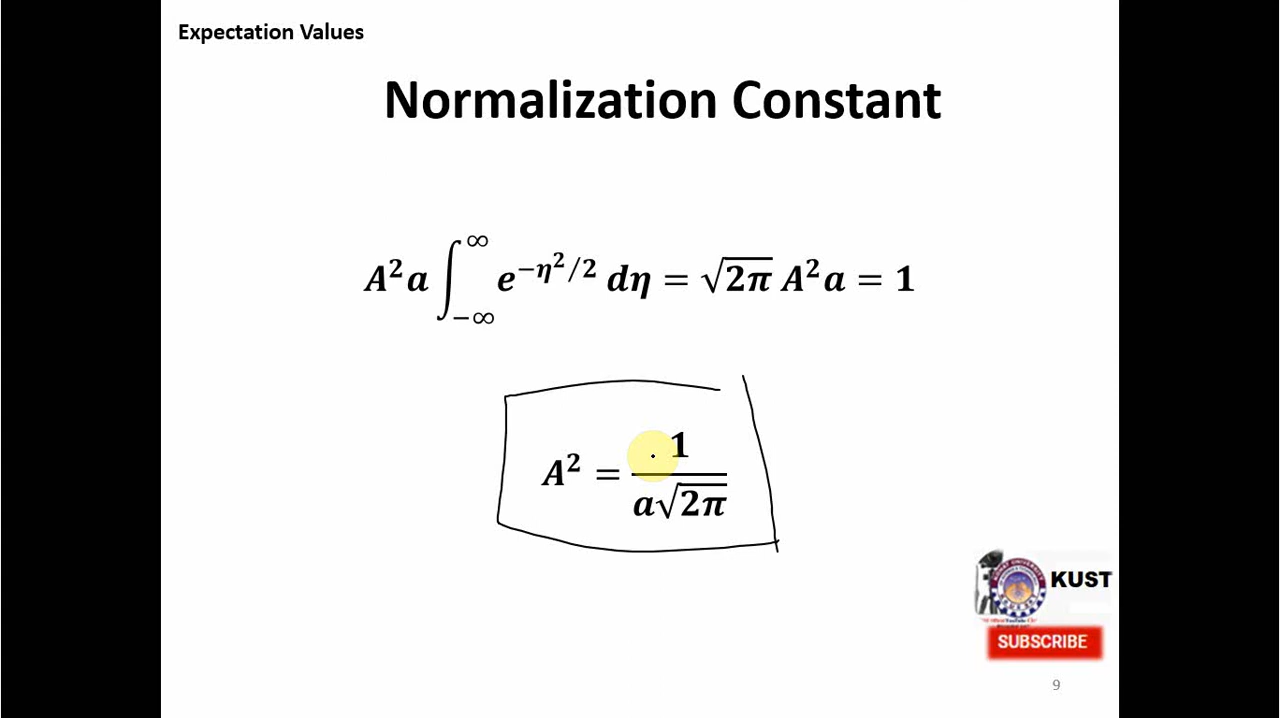 Expectation Values
Normalization Constant
A²a ∫_{-∞}^{∞} e^{-η²/2} dη = √(2π) A²a = 1
A² = 1 / (a√(2π))
KUST
SUBSCRIBE
9